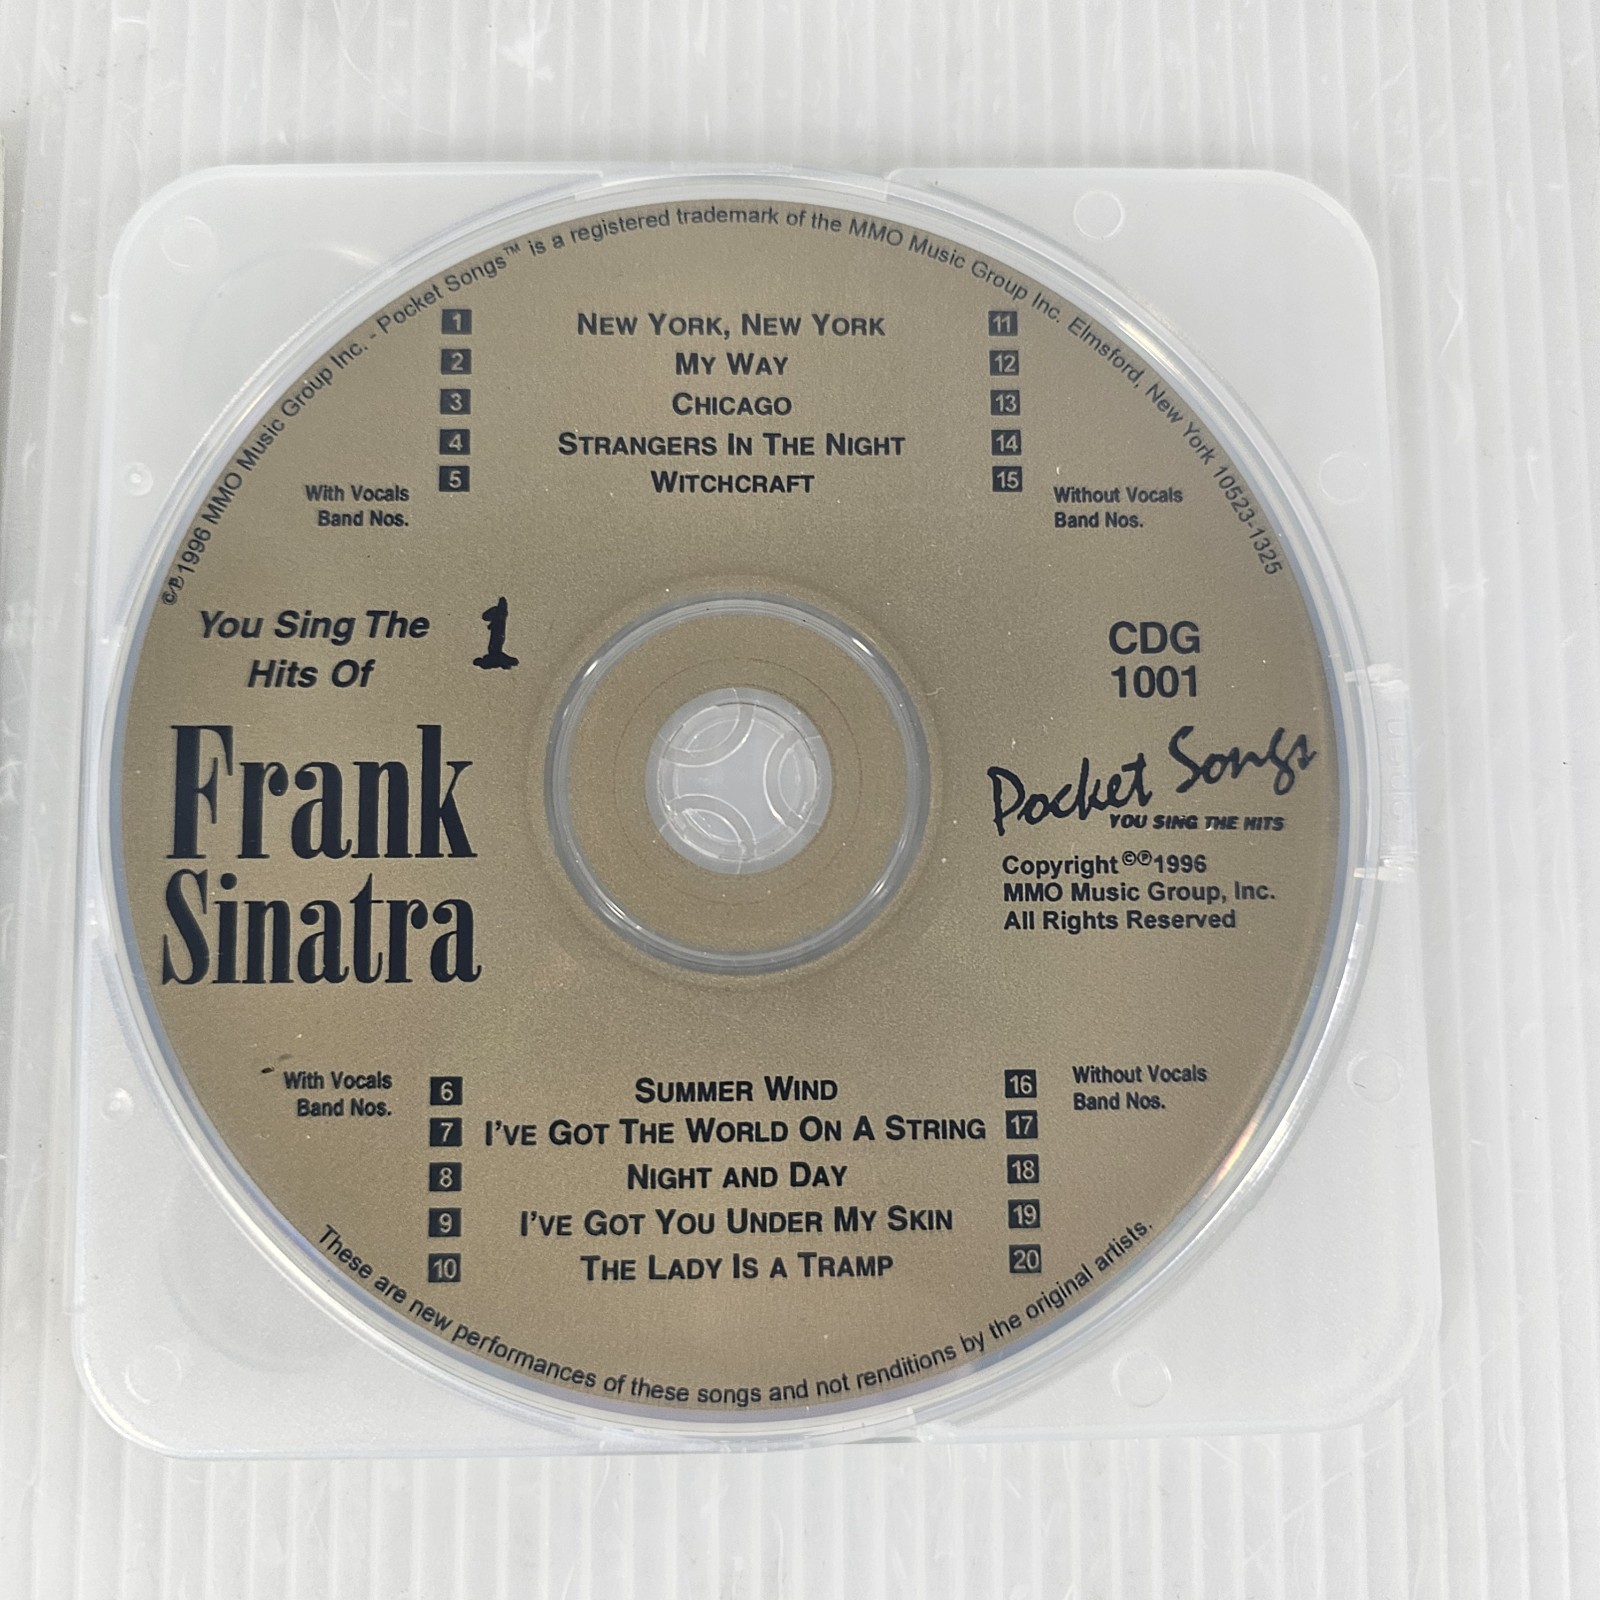 ©℗1996 MMO Music Group Inc. - Pocket Songs™ is a registered trademark of the MMO Music Group Inc. Elmsford, New York 10523-1325
1 NEW YORK, NEW YORK 11
2 MY WAY 12
3 CHICAGO 13
4 STRANGERS IN THE NIGHT 14
5 WITCHCRAFT 15
With Vocals
Band Nos.
Without Vocals
Band Nos.
You Sing The
Hits Of
1
Frank
Sinatra
CDG
1001
Pocket Songs
YOU SING THE HITS
Copyright ©℗1996
MMO Music Group, Inc.
All Rights Reserved
With Vocals
Band Nos.
Without Vocals
Band Nos.
6 SUMMER WIND 16
7 I'VE GOT THE WORLD ON A STRING 17
8 NIGHT AND DAY 18
9 I'VE GOT YOU UNDER MY SKIN 19
10 THE LADY IS A TRAMP 20
These are new performances of these songs and not renditions by the original artists.